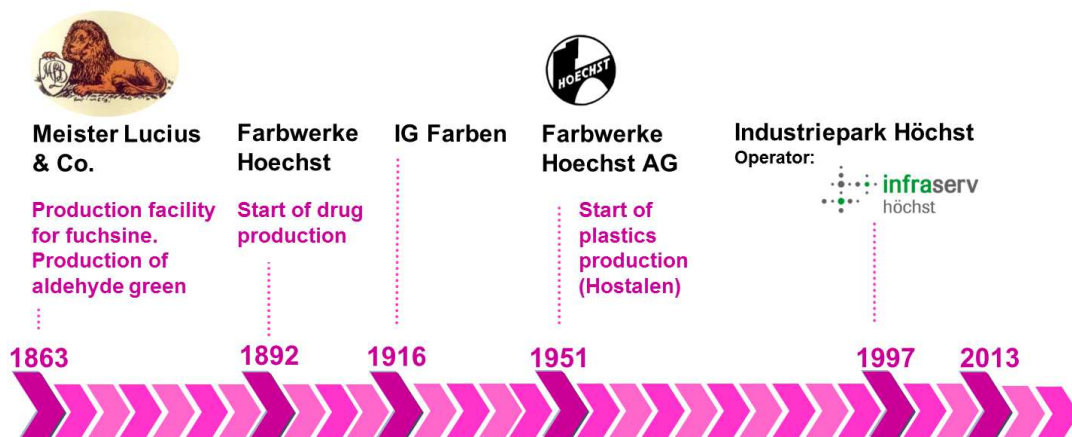 HOECHST
Meister Lucius
& Co.
Production facility
for fuchsine.
Production of
aldehyde green
Farbwerke
Hoechst
Start of drug
production
IG Farben
Farbwerke
Hoechst AG
Start of
plastics
production
(Hostalen)
Industriepark Höchst
Operator:
infraserv
höchst
1863
1892
1916
1951
1997
2013